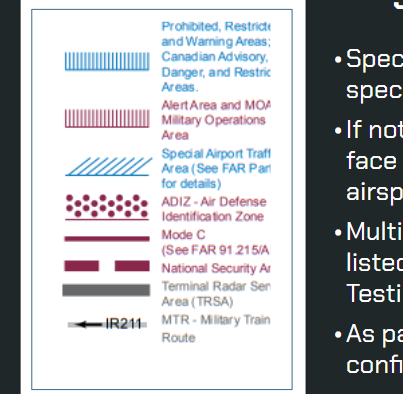 Prohibited, Restricte
and Warning Areas;
Canadian Advisory,
Danger, and Restric
Areas.
Alert Area and MOA
Military Operations
Area
Special Airport Traff
Area (See FAR Part
for details)
ADIZ - Air Defense
Identification Zone
Mode C
(See FAR 91.215/A
National Security Ar
Terminal Radar Ser
Area (TRSA)
IR211
MTR - Military Train
Route
• Spec
spec
• If not
face
airsp
• Multi
listed
Testi
• As pa
confi